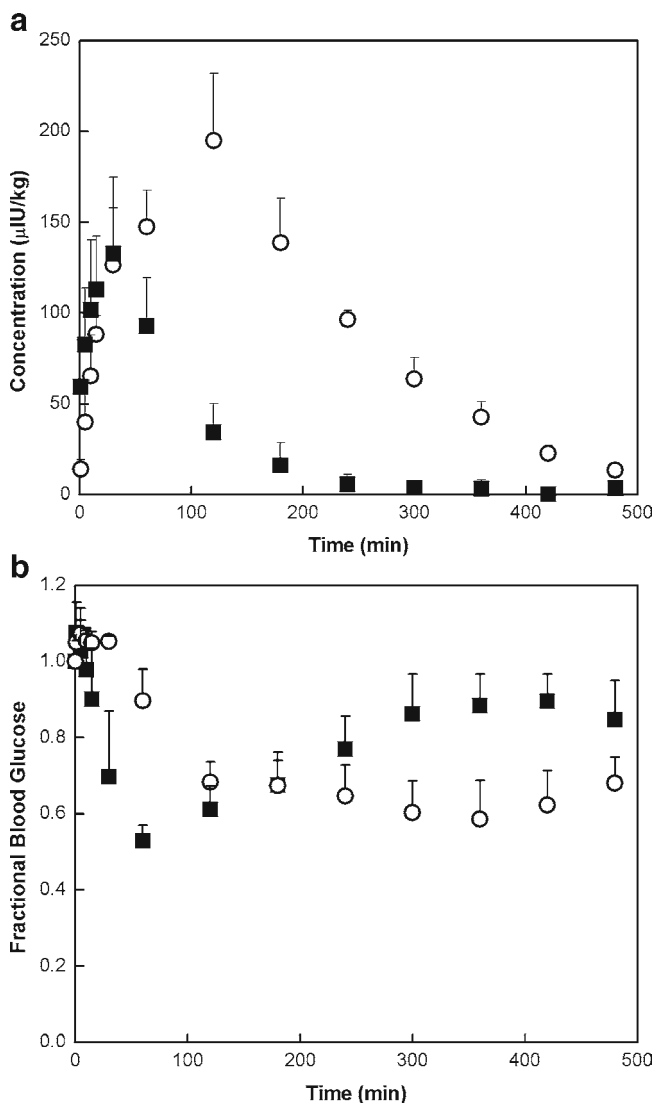 a
250
200
150
100
50
0
Concentration (µIU/kg)
0 100 200 300 400 500
Time (min)
b
1.2
1.0
0.8
0.6
0.4
0.2
0.0
Fractional Blood Glucose
0 100 200 300 400 500
Time (min)